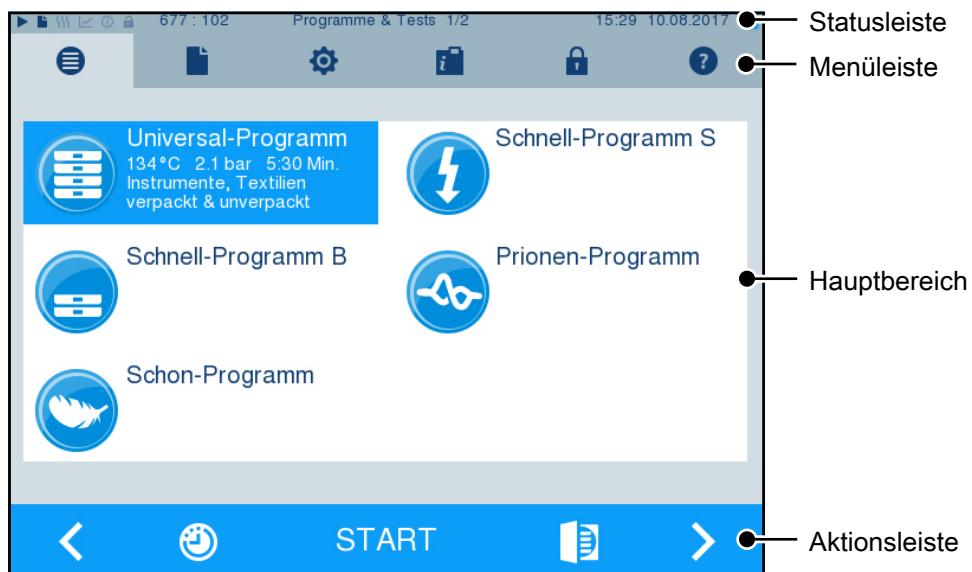 677 : 102 Programme & Tests 1/2 15:29 10.08.2017
Statusleiste
Menüleiste
Universal-Programm
134°C 2.1 bar 5:30 Min.
Instrumente, Textilien
verpackt & unverpackt
Schnell-Programm S
Schnell-Programm B
Prionen-Programm
Hauptbereich
Schon-Programm
START
Aktionsleiste